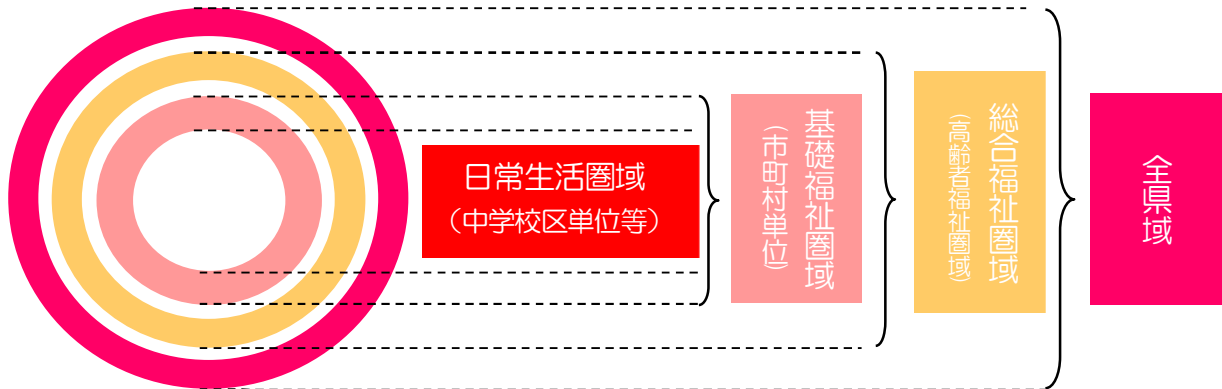 日常生活圏域
（中学校区単位等）
基礎福祉圏域
（市町村単位）
総合福祉圏域
（高齢者福祉圏域）
全県域